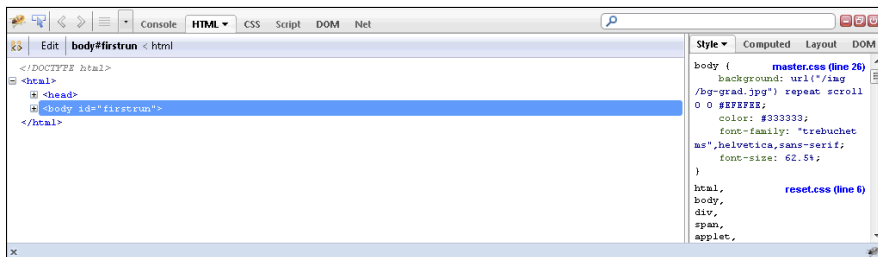 Console HTML CSS Script DOM Net
Edit body#firstrun < html
<!DOCTYPE html>
<html>
<head>
<body id="firstrun">
</html>
Style Computed Layout DOM
body { master.css (line 26)
background: url("/img
/bg-grad.jpg") repeat scroll
0 0 #EFEFEE;
color: #333333;
font-family: "trebuchet
ms",helvetica,sans-serif;
font-size: 62.5%;
}
html, reset.css (line 6)
body,
div,
span,
applet,